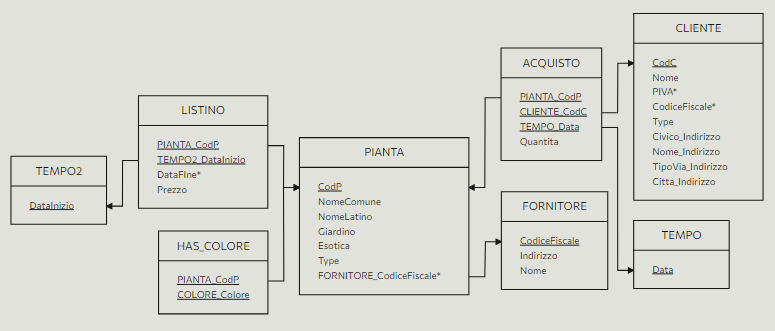 TEMPO2
DataInizio
LISTINO
PIANTA_CodP
TEMPO2_DataInizio
DataFIne*
Prezzo
HAS_COLORE
PIANTA_CodP
COLORE_Colore
PIANTA
CodP
NomeComune
NomeLatino
Giardino
Esotica
Type
FORNITORE_CodiceFiscale*
ACQUISTO
PIANTA_CodP
CLIENTE_CodC
TEMPO_Data
Quantita
FORNITORE
CodiceFiscale
Indirizzo
Nome
CLIENTE
CodC
Nome
PIVA*
CodiceFiscale*
Type
Civico_Indirizzo
Nome_Indirizzo
TipoVia_Indirizzo
Citta_Indirizzo
TEMPO
Data